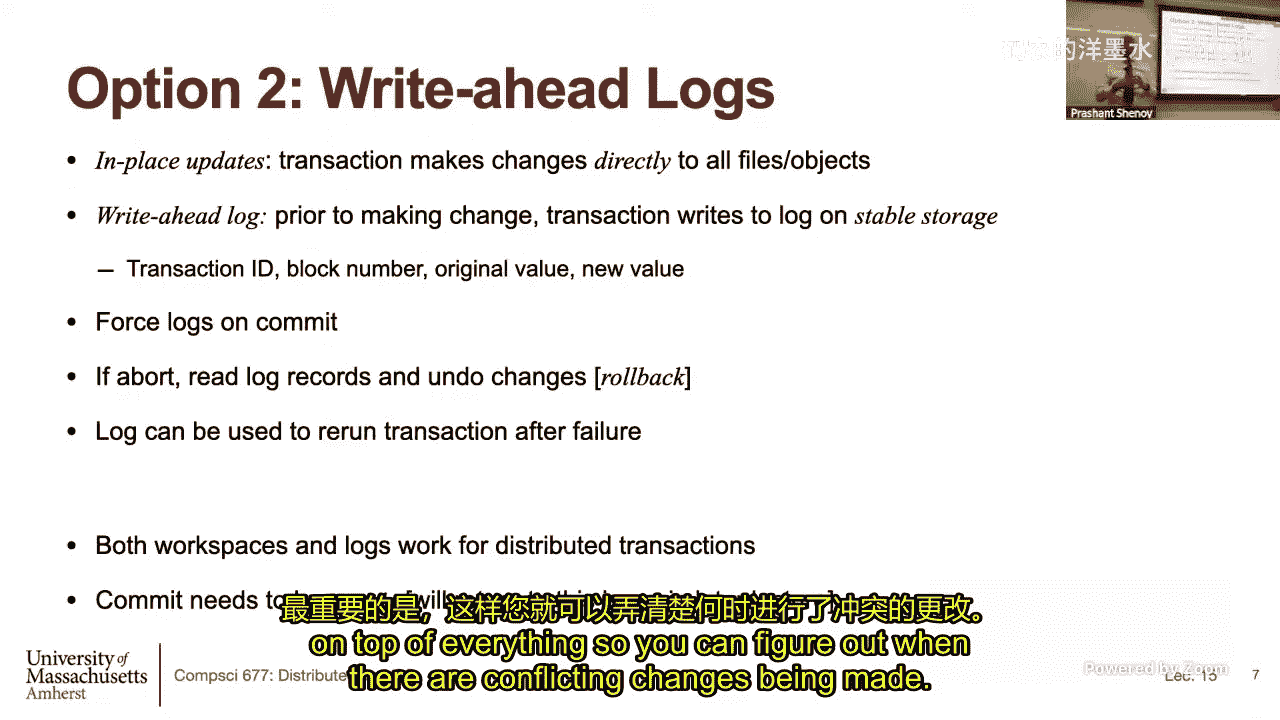 的洋墨水
Prashant Shenoy
Option 2: Write-ahead Logs
• In-place updates: transaction makes changes directly to all files/objects
• Write-ahead log: prior to making change, transaction writes to log on stable storage
– Transaction ID, block number, original value, new value
• Force logs on commit
• If abort, read log records and undo changes [rollback]
• Log can be used to rerun transaction after failure
• Both workspaces and logs work for distributed transactions
• Commit needs to
最重要的是，这样您就可以弄清楚何时进行了冲突的更改。
on top of everything so you can figure out when
there are conflicting changes being made.
University of
Massachusetts
Amherst
Compsci 677: Distribute
Powered by Zoom
Lec. 15
7